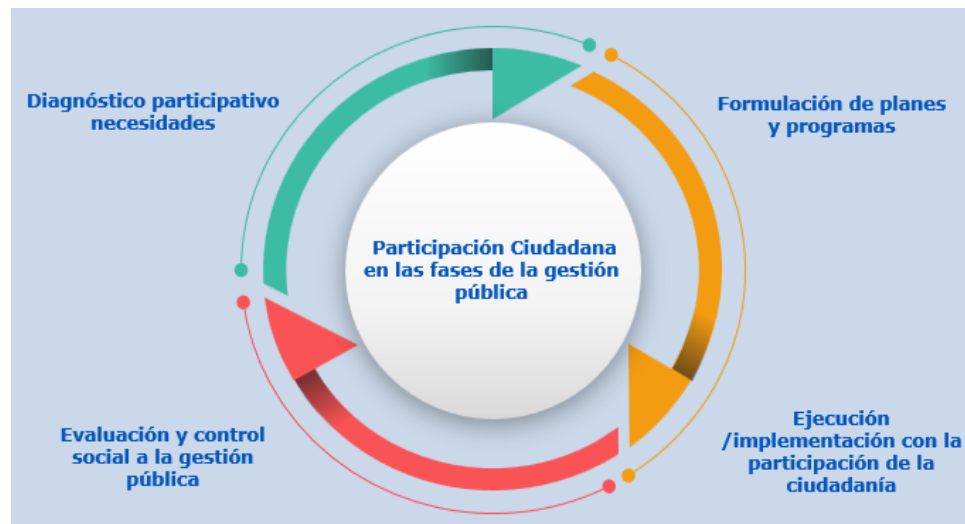 Diagnóstico participativo
necesidades
Formulación de planes
y programas
Participación Ciudadana
en las fases de la gestión
pública
Evaluación y control
social a la gestión
pública
Ejecución
/implementación con la
participación de la
ciudadanía